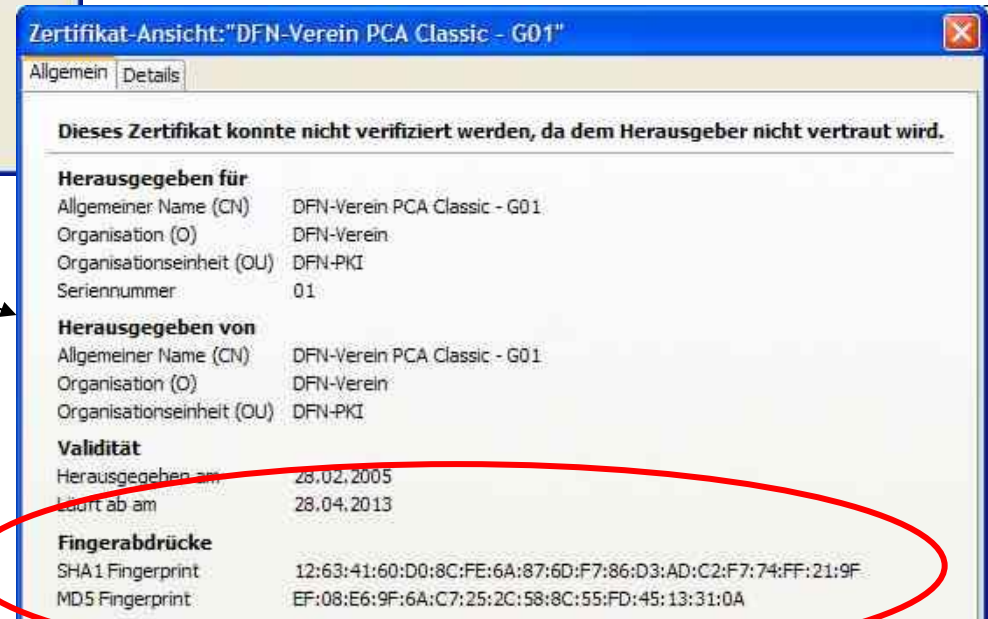 Zertifikat-Ansicht:"DFN-Verein PCA Classic - G01"
Allgemein Details
Dieses Zertifikat konnte nicht verifiziert werden, da dem Herausgeber nicht vertraut wird.
Herausgegeben für
Allgemeiner Name (CN) DFN-Verein PCA Classic - G01
Organisation (O) DFN-Verein
Organisationseinheit (OU) DFN-PKI
Seriennummer 01
Herausgegeben von
Allgemeiner Name (CN) DFN-Verein PCA Classic - G01
Organisation (O) DFN-Verein
Organisationseinheit (OU) DFN-PKI
Validität
Herausgegeben am 28.02.2005
Läuft ab am 28.04.2013
Fingerabdrücke
SHA1 Fingerprint 12:63:41:60:D0:8C:FE:6A:87:6D:F7:86:D3:AD:C2:F7:74:FF:21:9F
MD5 Fingerprint EF:08:E6:9F:6A:C7:25:2C:58:8C:55:FD:45:13:31:0A